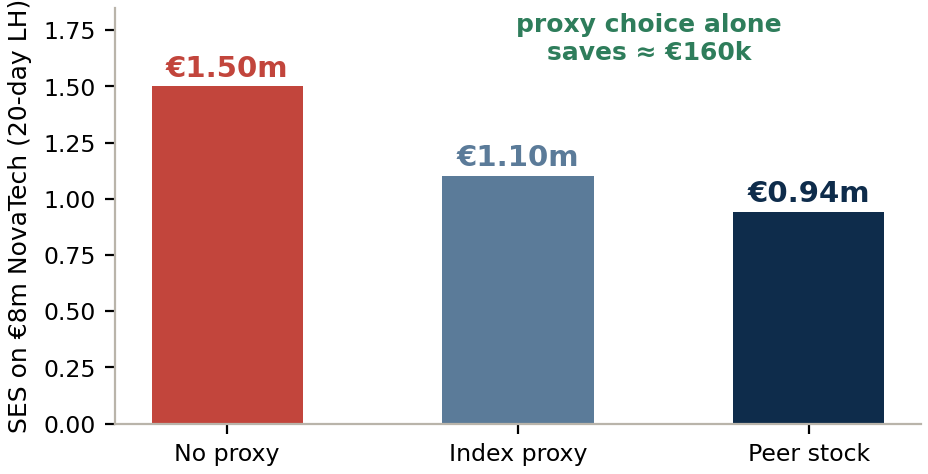 proxy choice alone
saves ≈ €160k
SES on €8m NovaTech (20-day LH)
1.75
1.50
1.25
1.00
0.75
0.50
0.25
0.00
€1.50m
€1.10m
€0.94m
No proxy
Index proxy
Peer stock